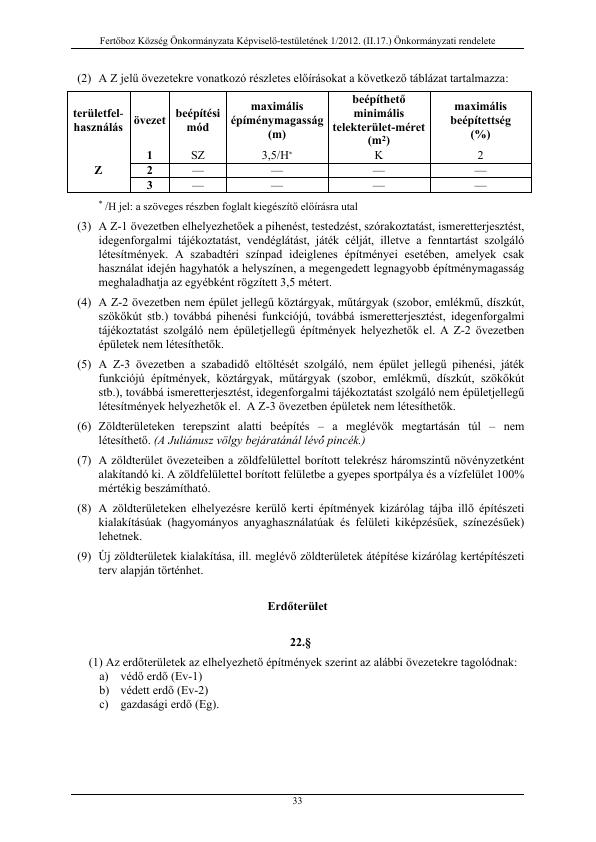 Fertőboz Község Önkormányzata Képviselő-testületének 1/2012. (II.17.) Önkormányzati rendelete
(2) A Z jelű övezetekre vonatkozó részletes előírásokat a következő táblázat tartalmazza:
területfel-használás övezet beépítési mód maximális építménymagasság (m) beépíthető minimális telekterület-méret (m²) maximális beépítettség (%)
Z 1 SZ 3,5/H* K 2
2 — — — —
3 — — — —
* /H jel: a szöveges részben foglalt kiegészítő előírásra utal
(3) A Z-1 övezetben elhelyezhetőek a pihenést, testedzést, szórakoztatást, ismeretterjesztést,
idegenforgalmi tájékoztatást, vendéglátást, játék célját, illetve a fenntartást szolgáló
létesítmények. A szabadtéri színpad ideiglenes építményei esetében, amelyek csak
használat idején hagyhatók a helyszínen, a megengedett legnagyobb építménymagasság
meghaladhatja az egyébként rögzített 3,5 métert.
(4) A Z-2 övezetben nem épület jellegű köztárgyak, műtárgyak (szobor, emlékmű, díszkút,
szökőkút stb.) továbbá pihenési funkciójú, továbbá ismeretterjesztést, idegenforgalmi
tájékoztatást szolgáló nem épületjellegű építmények helyezhetők el. A Z-2 övezetben
épületek nem létesíthetők.
(5) A Z-3 övezetben a szabadidő eltöltését szolgáló, nem épület jellegű pihenési, játék
funkciójú építmények, köztárgyak, műtárgyak (szobor, emlékmű, díszkút, szökőkút
stb.), továbbá ismeretterjesztést, idegenforgalmi tájékoztatást szolgáló nem épületjellegű
létesítmények helyezhetők el. A Z-3 övezetben épületek nem létesíthetők.
(6) Zöldterületeken terepszint alatti beépítés – a meglévők megtartásán túl – nem
létesíthető. (A Juliánusz völgy bejáratánál lévő pincék.)
(7) A zöldterület övezeteiben a zöldfelülettel borított telekrész háromszintű növényzetként
alakítandó ki. A zöldfelülettel borított felületbe a gyepes sportpálya és a vízfelület 100%
mértékig beszámítható.
(8) A zöldterületeken elhelyezésre kerülő kerti építmények kizárólag tájba illő építészeti
kialakításúak (hagyományos anyaghasználatúak és felületi kiképzésűek, színezésűek)
lehetnek.
(9) Új zöldterületek kialakítása, ill. meglévő zöldterületek átépítése kizárólag kertépítészeti
terv alapján történhet.
Erdőterület
22.§
(1) Az erdőterületek az elhelyezhető építmények szerint az alábbi övezetekre tagolódnak:
a) védő erdő (Ev-1)
b) védett erdő (Ev-2)
c) gazdasági erdő (Eg).
33